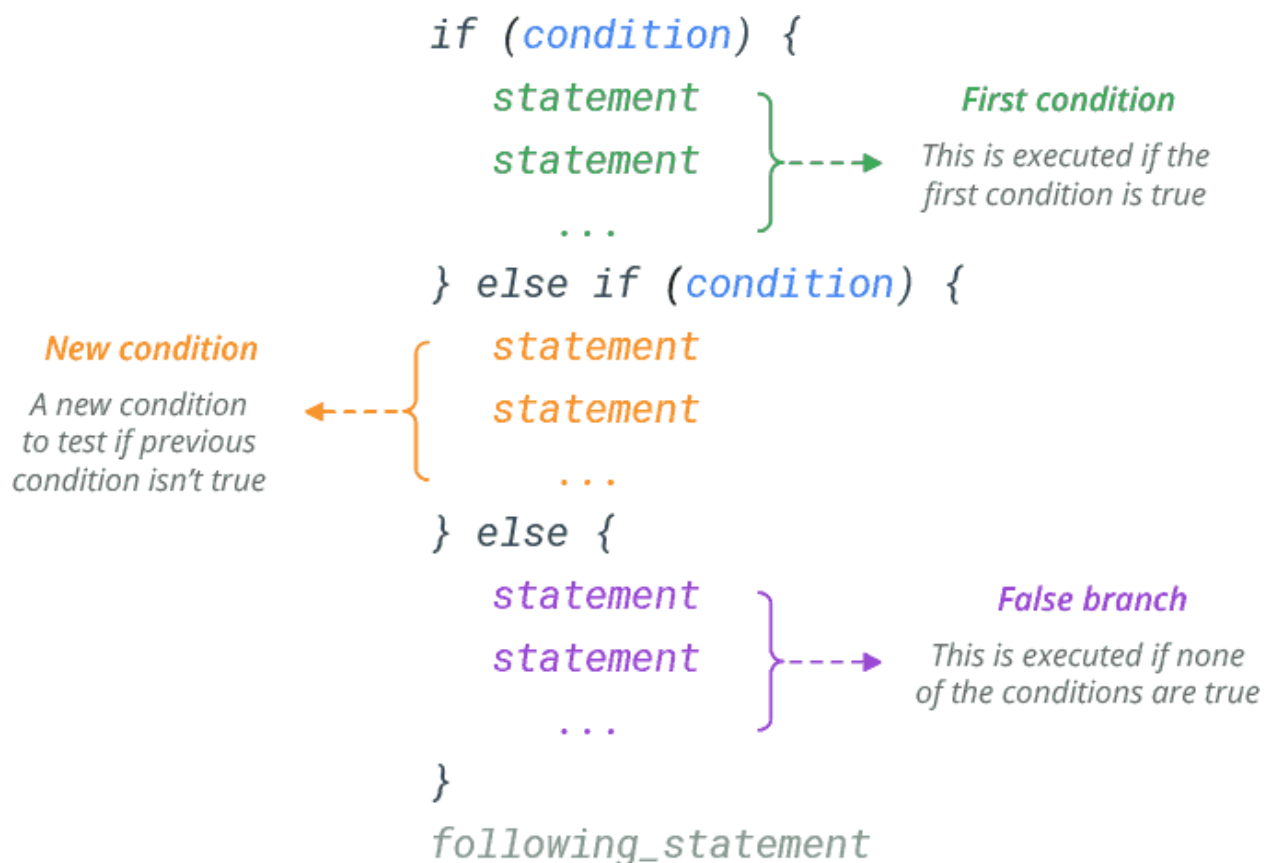 if (condition) {
statement
statement
...
First condition
This is executed if the
first condition is true
} else if (condition) {
New condition
A new condition
to test if previous
condition isn't true
statement
statement
...
} else {
statement
statement
...
False branch
This is executed if none
of the conditions are true
}
following_statement